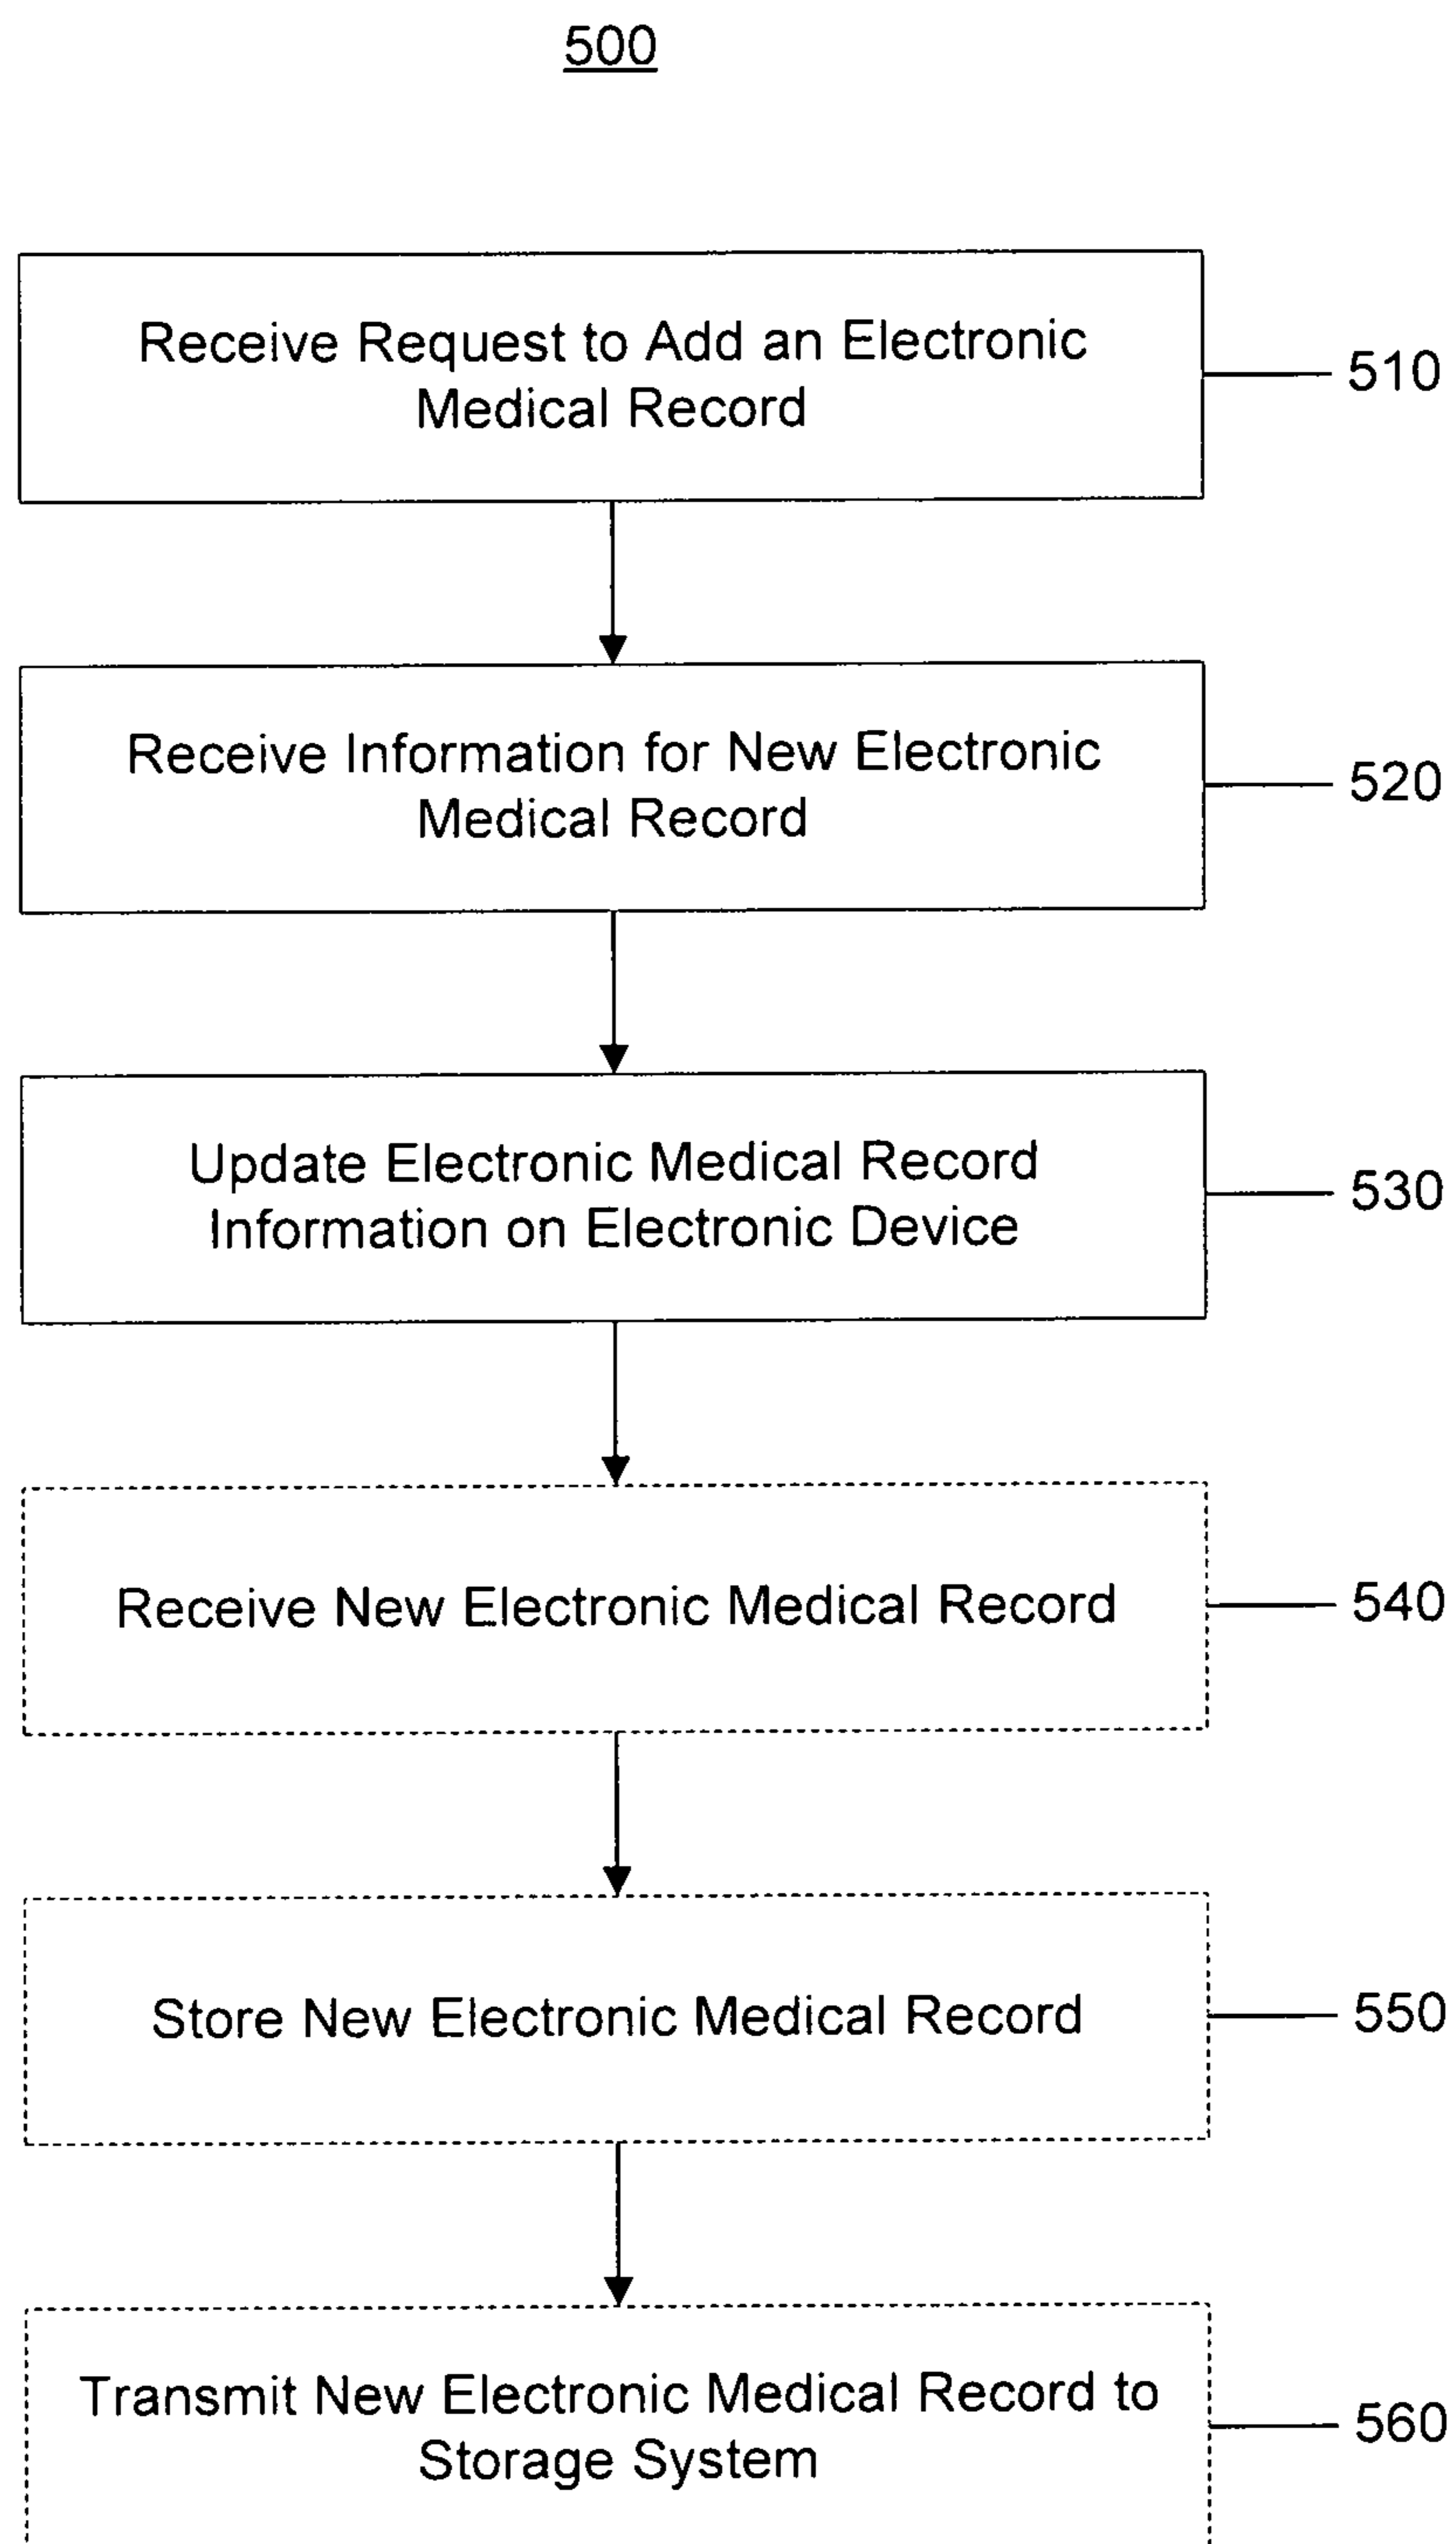 500
Receive Request to Add an Electronic
Medical Record
510
Receive Information for New Electronic
Medical Record
520
Update Electronic Medical Record
Information on Electronic Device
530
Receive New Electronic Medical Record
540
Store New Electronic Medical Record
550
Transmit New Electronic Medical Record to
Storage System
560